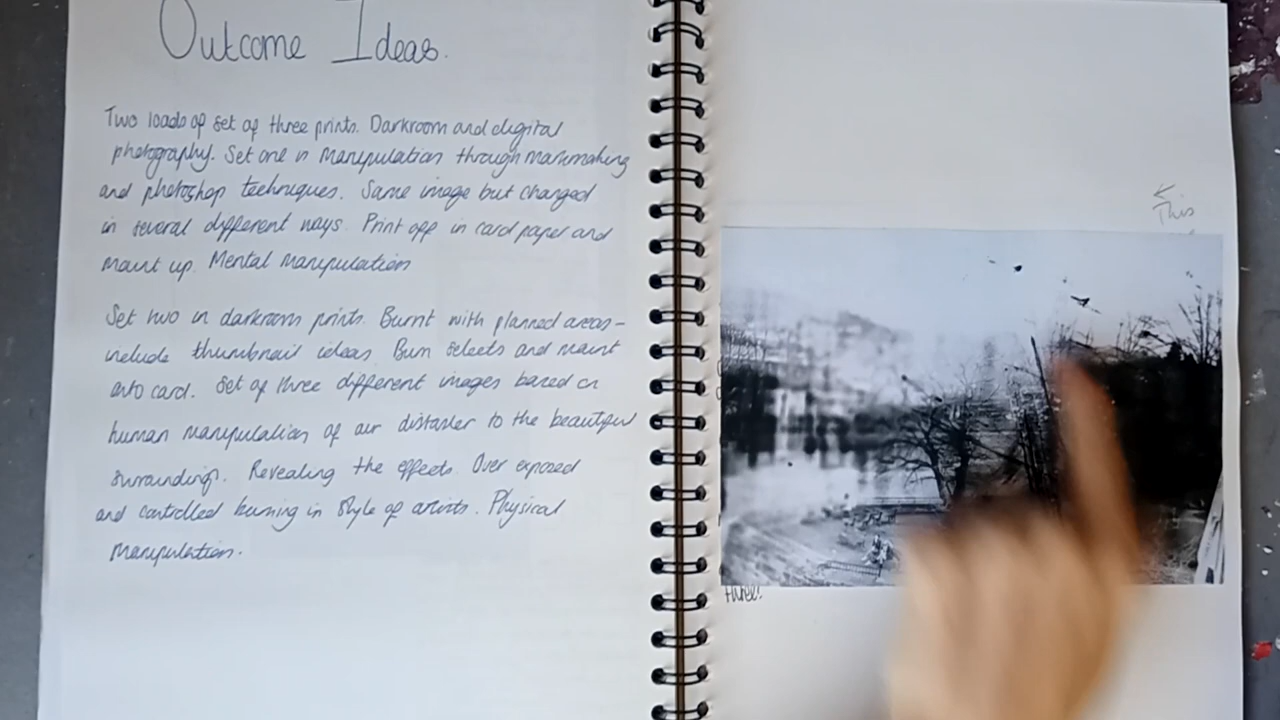 Outcome Ideas.
Two loads of set of three prints. Darkroom and digital
photography. Set one in Manipulation through markmaking
and photoshop techniques. Same image but changed
in several different ways. Print off in card paper and
mount up. Mental Manipulation
Set two in darkroom prints. Burnt with planned areas-
include thumbnail ideas. Burn selects and mount
onto card. Set of three different images based on
human manipulation of our distaster to the beautiful
surroundings. Revealing the effects. Over exposed
and controlled burning in style of artists. Physical
Manipulation.
This
three!